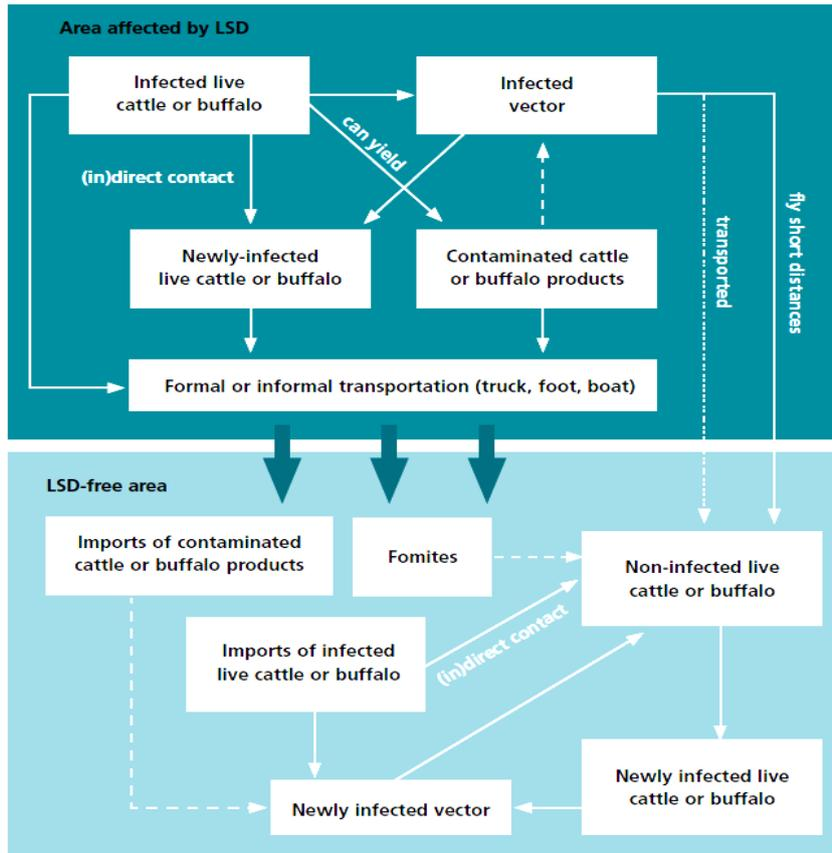 Area affected by LSD
Infected live
cattle or buffalo
Infected
vector
can yield
(in)direct contact
fly short distances
transported
Newly-infected
live cattle or buffalo
Contaminated cattle
or buffalo products
Formal or informal transportation (truck, foot, boat)
LSD-free area
Imports of contaminated
cattle or buffalo products
Fomites
Non-infected live
cattle or buffalo
Imports of infected
live cattle or buffalo
(in)direct contact
Newly infected vector
Newly infected live
cattle or buffalo